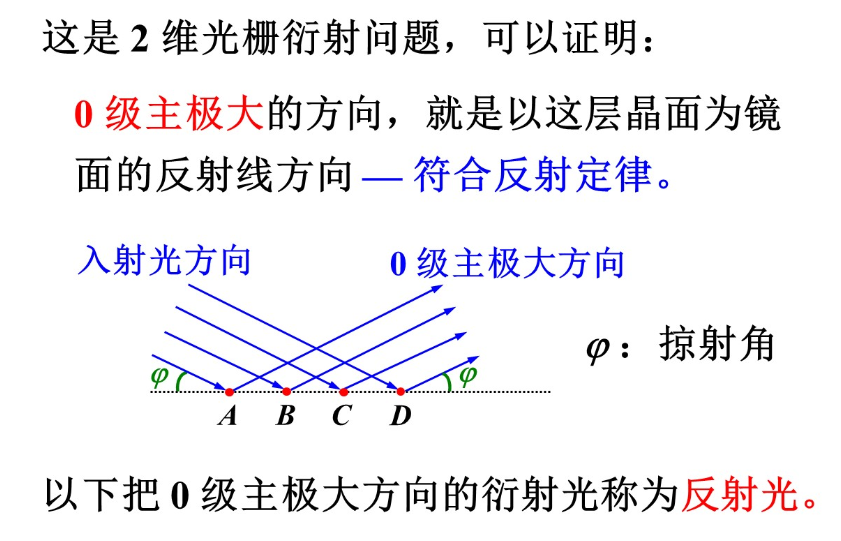 这是 2 维光栅衍射问题，可以证明：
0 级主极大的方向，就是以这层晶面为镜
面的反射线方向 — 符合反射定律。
入射光方向
0 级主极大方向
φ：掠射角
φ
φ
A B C D
以下把 0 级主极大方向的衍射光称为反射光。